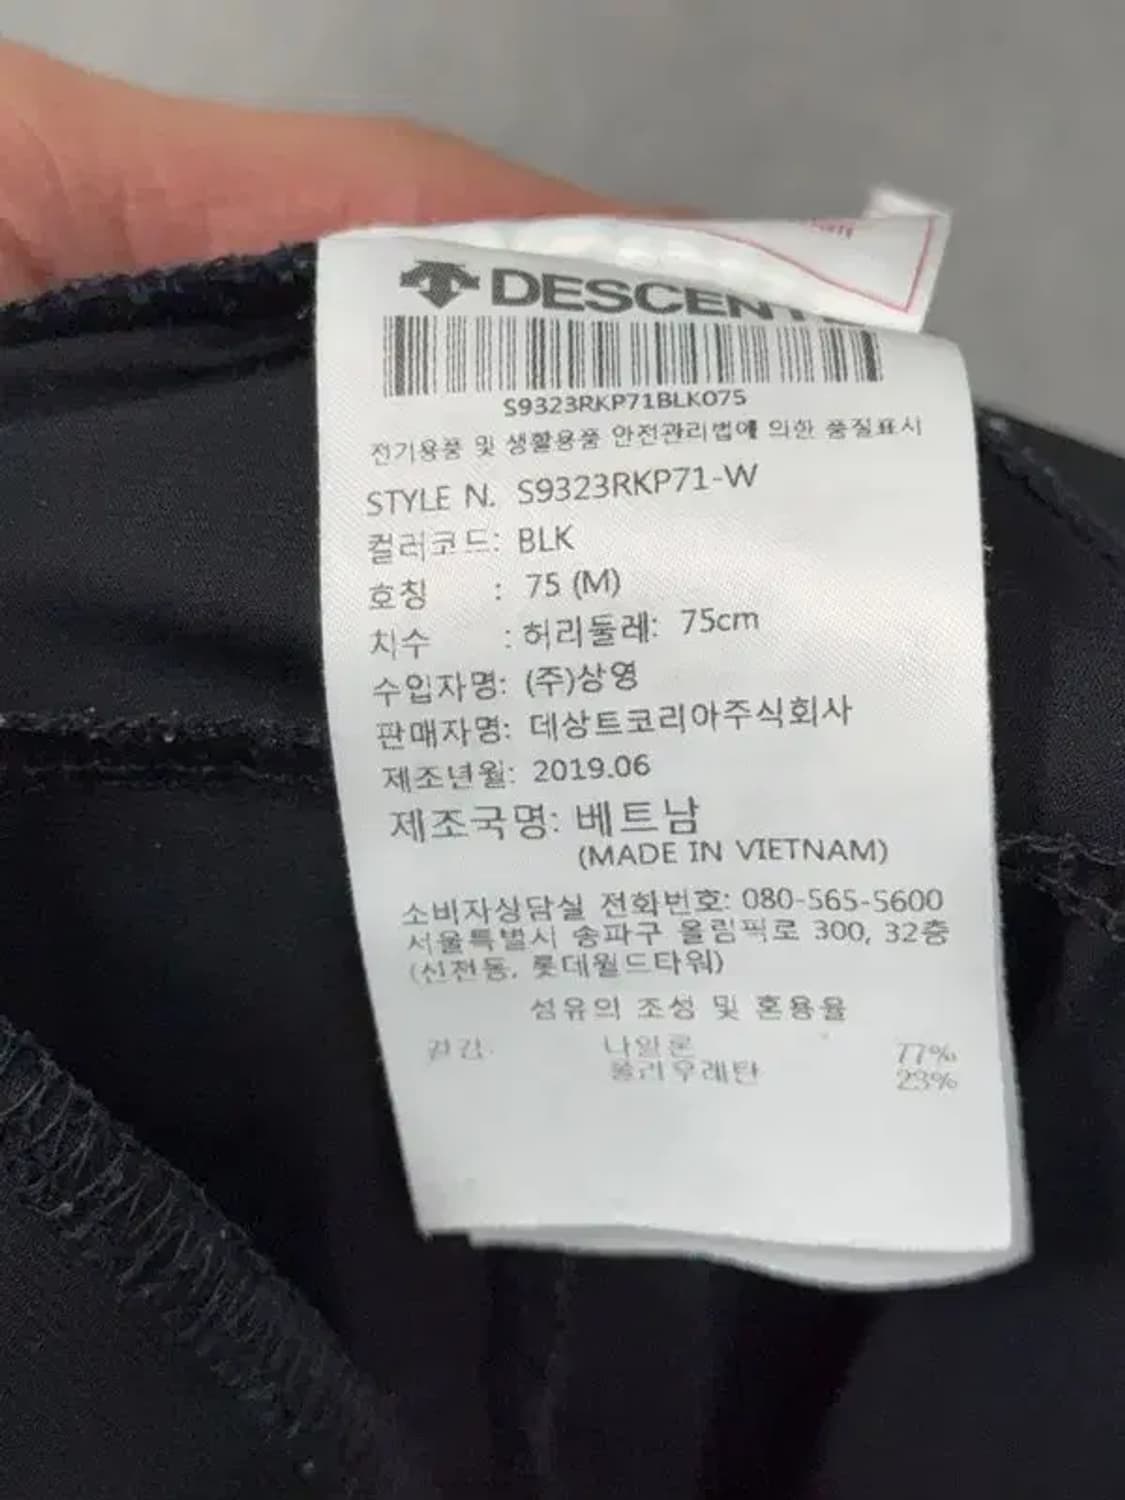 DESCENTE
S9323RKP71BLK075
전기용품 및 생활용품 안전관리법에 의한 품질표시
STYLE N. S9323RKP71-W
컬러코드: BLK
호칭 : 75 (M)
치수 : 허리둘레: 75cm
수입자명: (주)상영
판매자명: 데상트코리아주식회사
제조년월: 2019.06
제조국명: 베트남
(MADE IN VIETNAM)
소비자상담실 전화번호: 080-565-5600
서울특별시 송파구 올림픽로 300, 32층
(신천동, 롯데월드타워)
섬유의 조성 및 혼용율
겉감: 나일론 77%
폴리우레탄 23%